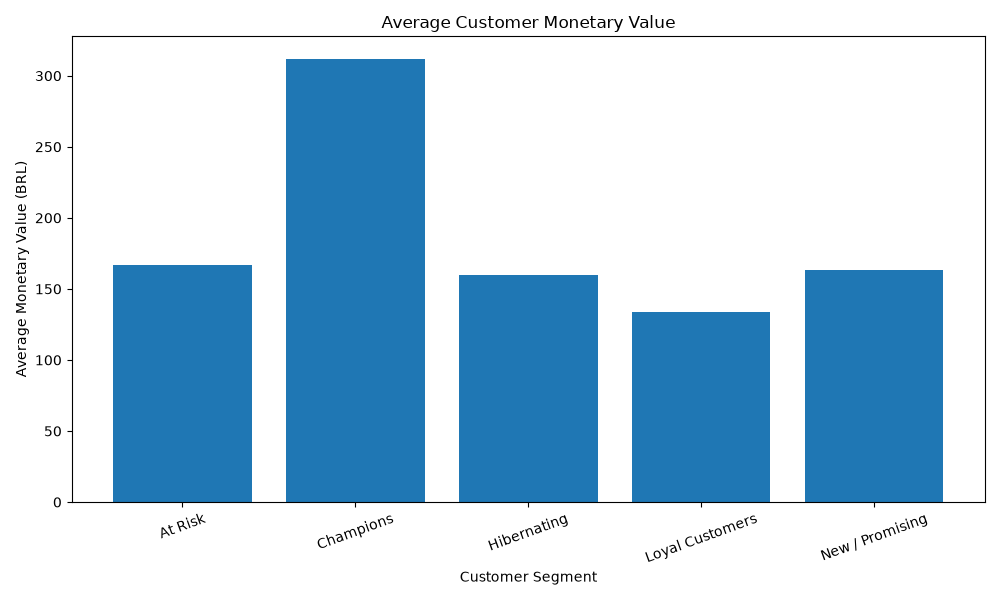 Average Customer Monetary Value
Average Monetary Value (BRL)
300
250
200
150
100
50
0
At Risk
Champions
Hibernating
Loyal Customers
New / Promising
Customer Segment